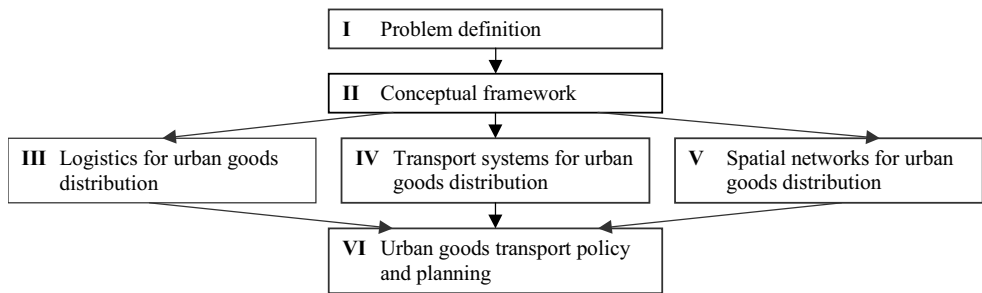 I Problem definition
II Conceptual framework
III Logistics for urban goods
distribution
IV Transport systems for urban
goods distribution
V Spatial networks for urban
goods distribution
VI Urban goods transport policy
and planning